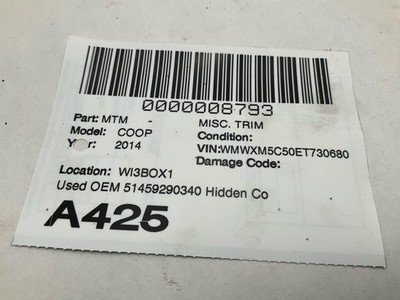 0000008793
Part: MTM - MISC. TRIM
Model: COOP Condition:
Year: 2014 VIN:WMWXM5C50ET730680
Damage Code:
Location: WI3BOX1
Used OEM 51459290340 Hidden Co
A425